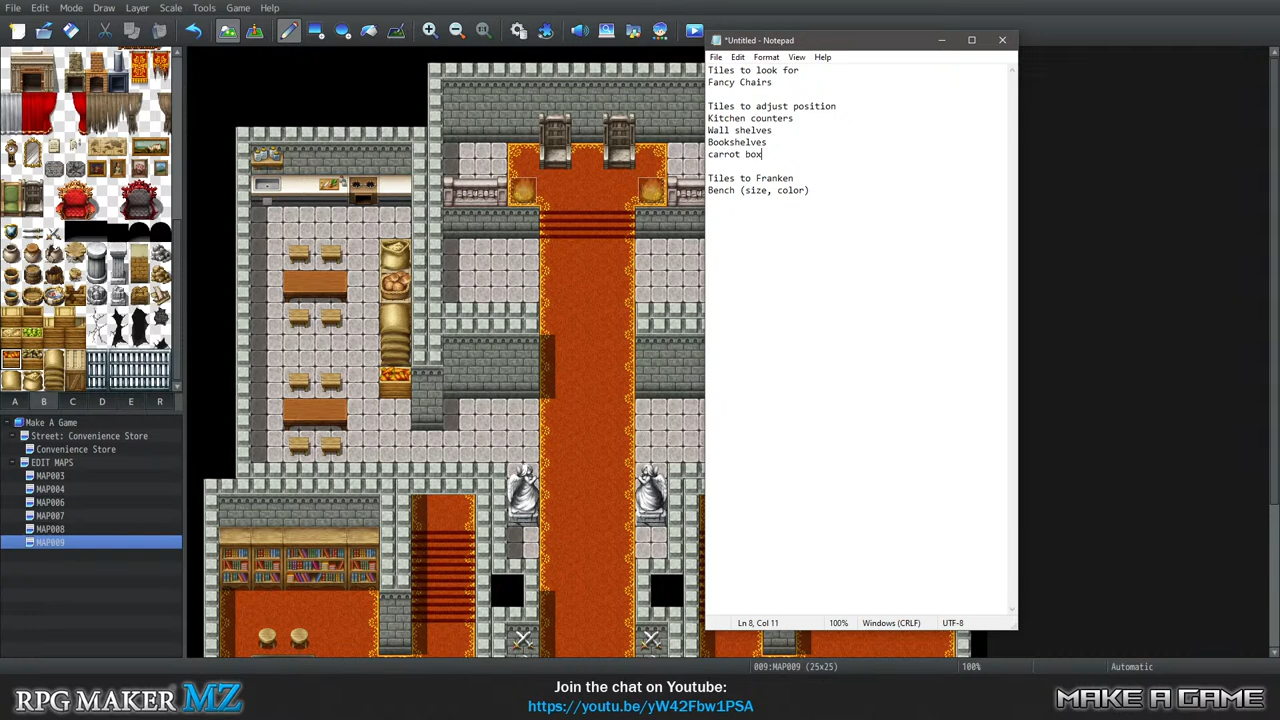 File Edit Mode Draw Layer Scale Tools Game Help
*Untitled - Notepad
File Edit Format View Help
Tiles to look for
Fancy Chairs
Tiles to adjust position
Kitchen counters
Wall shelves
Bookshelves
carrot box
Tiles to Franken
Bench (size, color)
Ln 8, Col 11 100% Windows (CRLF) UTF-8
A B C D E R
Make A Game
Street: Convenience Store
Convenience Store
EDIT MAPS
MAP003
MAP004
MAP006
MAP007
MAP008
MAP009
009:MAP009 (25x25) 100% Automatic
RPG MAKER MZ
Join the chat on Youtube:
https://youtu.be/yW42Fbw1PSA
MAKE A GAME